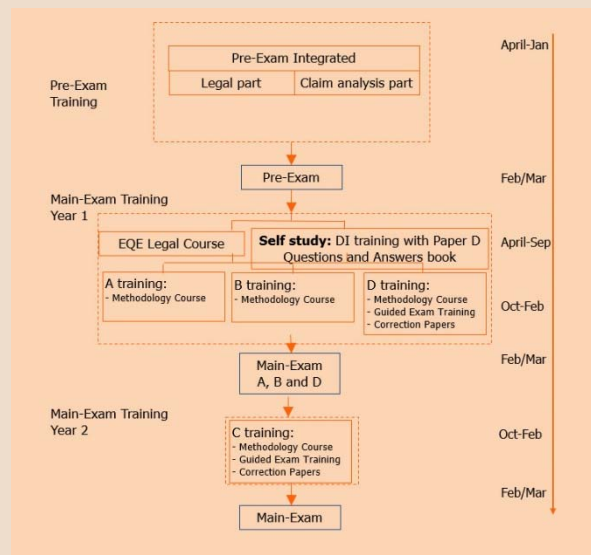 April-Jan
Pre-Exam Integrated
Legal part
Claim analysis part
Pre-Exam
Training
Pre-Exam
Feb/Mar
Main-Exam Training
Year 1
EQE Legal Course
Self study: DI training with Paper D
Questions and Answers book
April-Sep
A training:
- Methodology Course
B training:
- Methodology Course
D training:
- Methodology Course
- Guided Exam Training
- Correction Papers
Oct-Feb
Main-Exam
A, B and D
Feb/Mar
Main-Exam Training
Year 2
C training:
- Methodology Course
- Guided Exam Training
- Correction Papers
Oct-Feb
Feb/Mar
Main-Exam